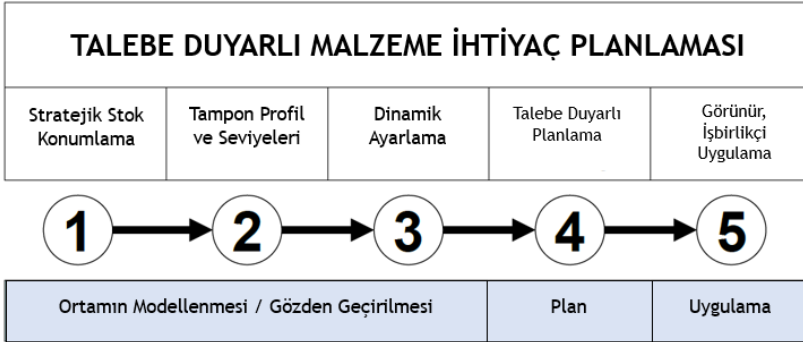 TALEBE DUYARLI MALZEME İHTİYAÇ PLANLAMASI
Stratejik Stok
Konumlama
Tampon Profil
ve Seviyeleri
Dinamik
Ayarlama
Talebe Duyarlı
Planlama
Görünür,
İşbirlikçi
Uygulama
1
2
3
4
5
Ortamın Modellenmesi / Gözden Geçirilmesi
Plan
Uygulama